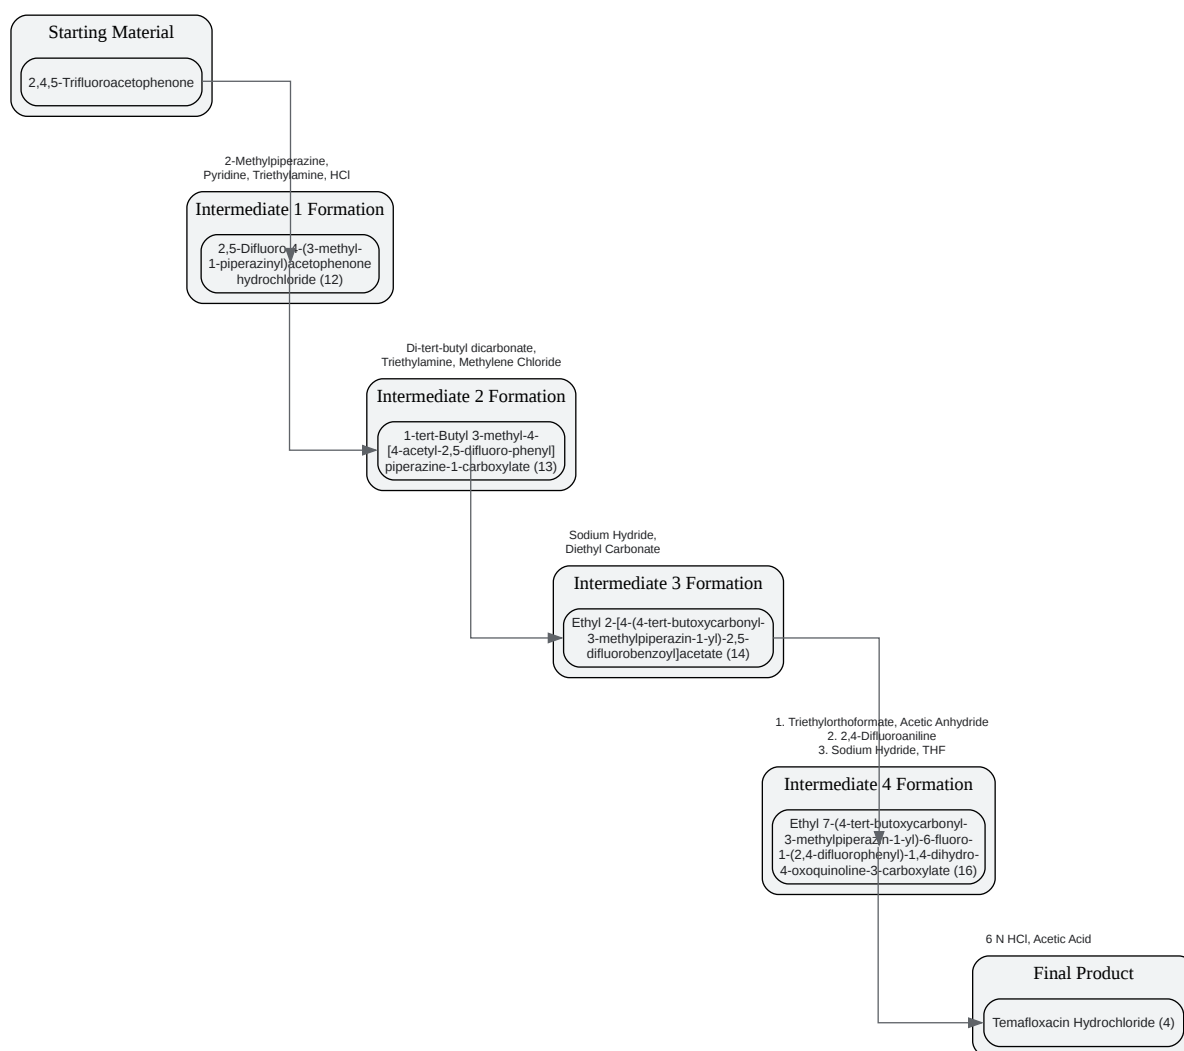 Starting Material
2,4,5-Trifluoroacetophenone
2-Methylpiperazine,
Pyridine, Triethylamine, HCl
Intermediate 1 Formation
2,5-Difluoro-4-(3-methyl-
1-piperazinyl)acetophenone
hydrochloride (12)
Di-tert-butyl dicarbonate,
Triethylamine, Methylene Chloride
Intermediate 2 Formation
1-tert-Butyl 3-methyl-4-
[4-acetyl-2,5-difluoro-phenyl]
piperazine-1-carboxylate (13)
Sodium Hydride,
Diethyl Carbonate
Intermediate 3 Formation
Ethyl 2-[4-(4-tert-butoxycarbonyl-
3-methylpiperazin-1-yl)-2,5-
difluorobenzoyl]acetate (14)
1. Triethylorthoformate, Acetic Anhydride
2. 2,4-Difluoroaniline
3. Sodium Hydride, THF
Intermediate 4 Formation
Ethyl 7-(4-tert-butoxycarbonyl-
3-methylpiperazin-1-yl)-6-fluoro-
1-(2,4-difluorophenyl)-1,4-dihydro-
4-oxoquinoline-3-carboxylate (16)
6 N HCl, Acetic Acid
Final Product
Temafloxacin Hydrochloride (4)